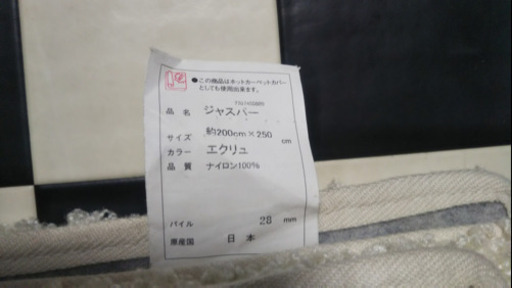 ●この商品はホットカーペットカバー
としても使用出来ます。
品名 ジャスパー
サイズ 約200cm×250 cm
カラー エクリュ
品質 ナイロン100%
パイル 28 mm
原産国 日本